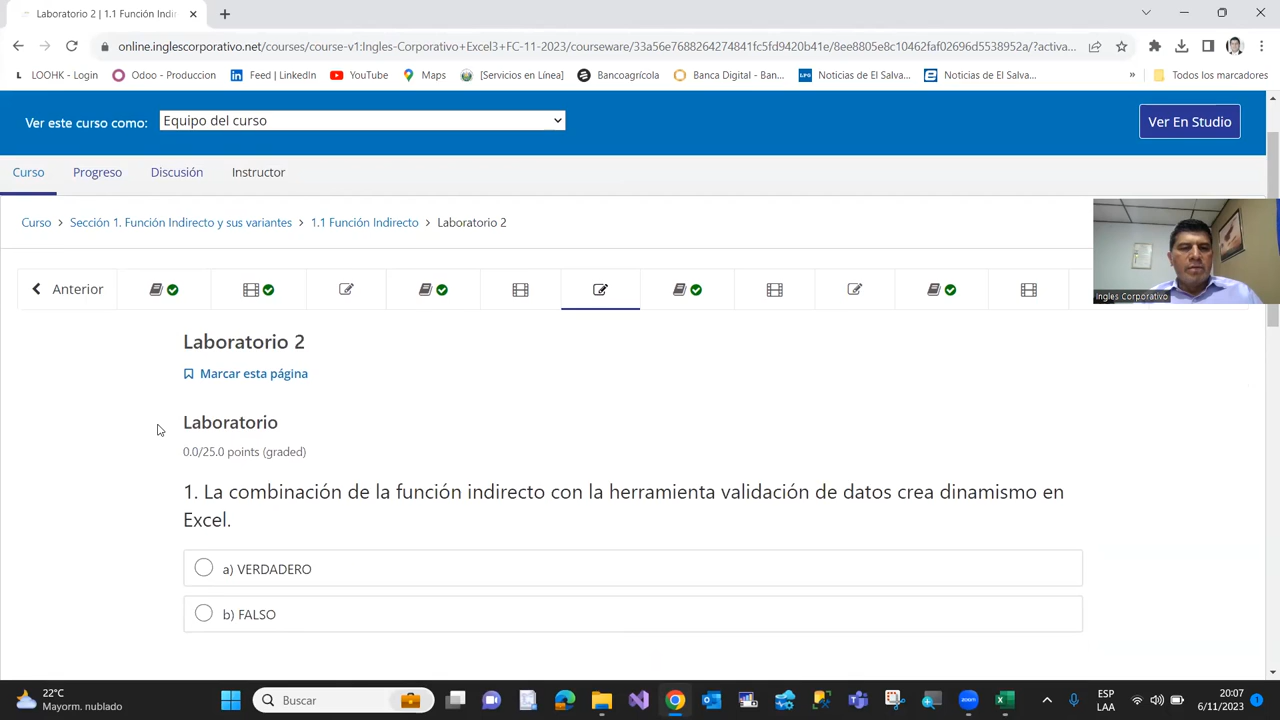 Laboratorio 2 | 1.1 Función Indi
online.inglescorporativo.net/courses/course-v1:Ingles-Corporativo+Excel3+FC-11-2023/courseware/33a56e7688264274841fc5fd9420b41e/8ee8805e8c10462faf02696d5538952a/?activa...
LOOHK - Login
Odoo - Produccion
Feed | LinkedIn
YouTube
Maps
[Servicios en Línea]
Bancoagrícola
Banca Digital - Ban...
LPG
Noticias de El Salva...
Noticias de El Salva...
»
Todos los marcadores
Ver este curso como:
Equipo del curso
Ver En Studio
Curso
Progreso
Discusión
Instructor
Curso > Sección 1. Función Indirecto y sus variantes > 1.1 Función Indirecto > Laboratorio 2
Anterior
Ingles Corporativo
Laboratorio 2
Marcar esta página
Laboratorio
0.0/25.0 points (graded)
1. La combinación de la función indirecto con la herramienta validación de datos crea dinamismo en
Excel.
a) VERDADERO
b) FALSO
22°C
Mayorm. nublado
Buscar
ESP
LAA
20:07
6/11/2023